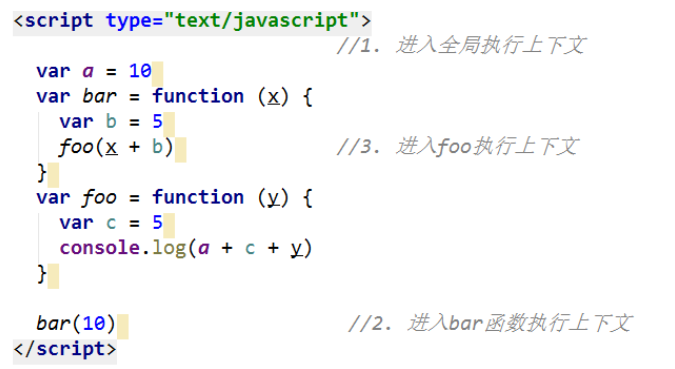 <script type="text/javascript">
//1. 进入全局执行上下文
var a = 10
var bar = function (x) {
var b = 5
foo(x + b) //3. 进入foo执行上下文
}
var foo = function (y) {
var c = 5
console.log(a + c + y)
}
bar(10) //2. 进入bar函数执行上下文
</script>